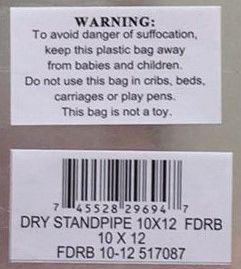 WARNING:
To avoid danger of suffocation,
keep this plastic bag away
from babies and children.
Do not use this bag in cribs, beds,
carriages or play pens.
This bag is not a toy.
7 45528 29694 7
DRY STANDPIPE 10X12 FDRB
10 X 12
FDRB 10-12 517087